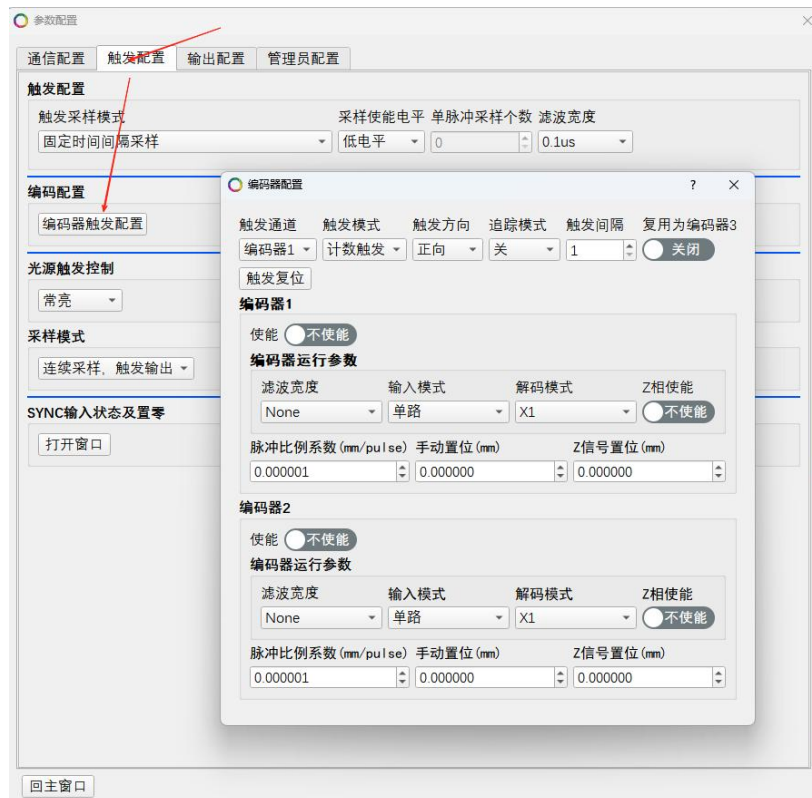 参数配置
通信配置 触发配置 输出配置 管理员配置
触发配置
触发采样模式 采样使能电平 单脉冲采样个数 滤波宽度
固定时间间隔采样 低电平 0 0.1us
编码配置
编码器触发配置
光源触发控制
常亮
采样模式
连续采样, 触发输出
SYNC输入状态及置零
打开窗口
编码器配置 ?
触发通道 触发模式 触发方向 追踪模式 触发间隔 复用为编码器3
编码器1 计数触发 正向 关 1 关闭
触发复位
编码器1
使能 不使能
编码器运行参数
滤波宽度 输入模式 解码模式 Z相使能
None 单路 X1 不使能
脉冲比例系数(mm/pulse) 手动置位(mm) Z信号置位(mm)
0.000001 0.000000 0.000000
编码器2
使能 不使能
编码器运行参数
滤波宽度 输入模式 解码模式 Z相使能
None 单路 X1 不使能
脉冲比例系数(mm/pulse) 手动置位(mm) Z信号置位(mm)
0.000001 0.000000 0.000000
回主窗口